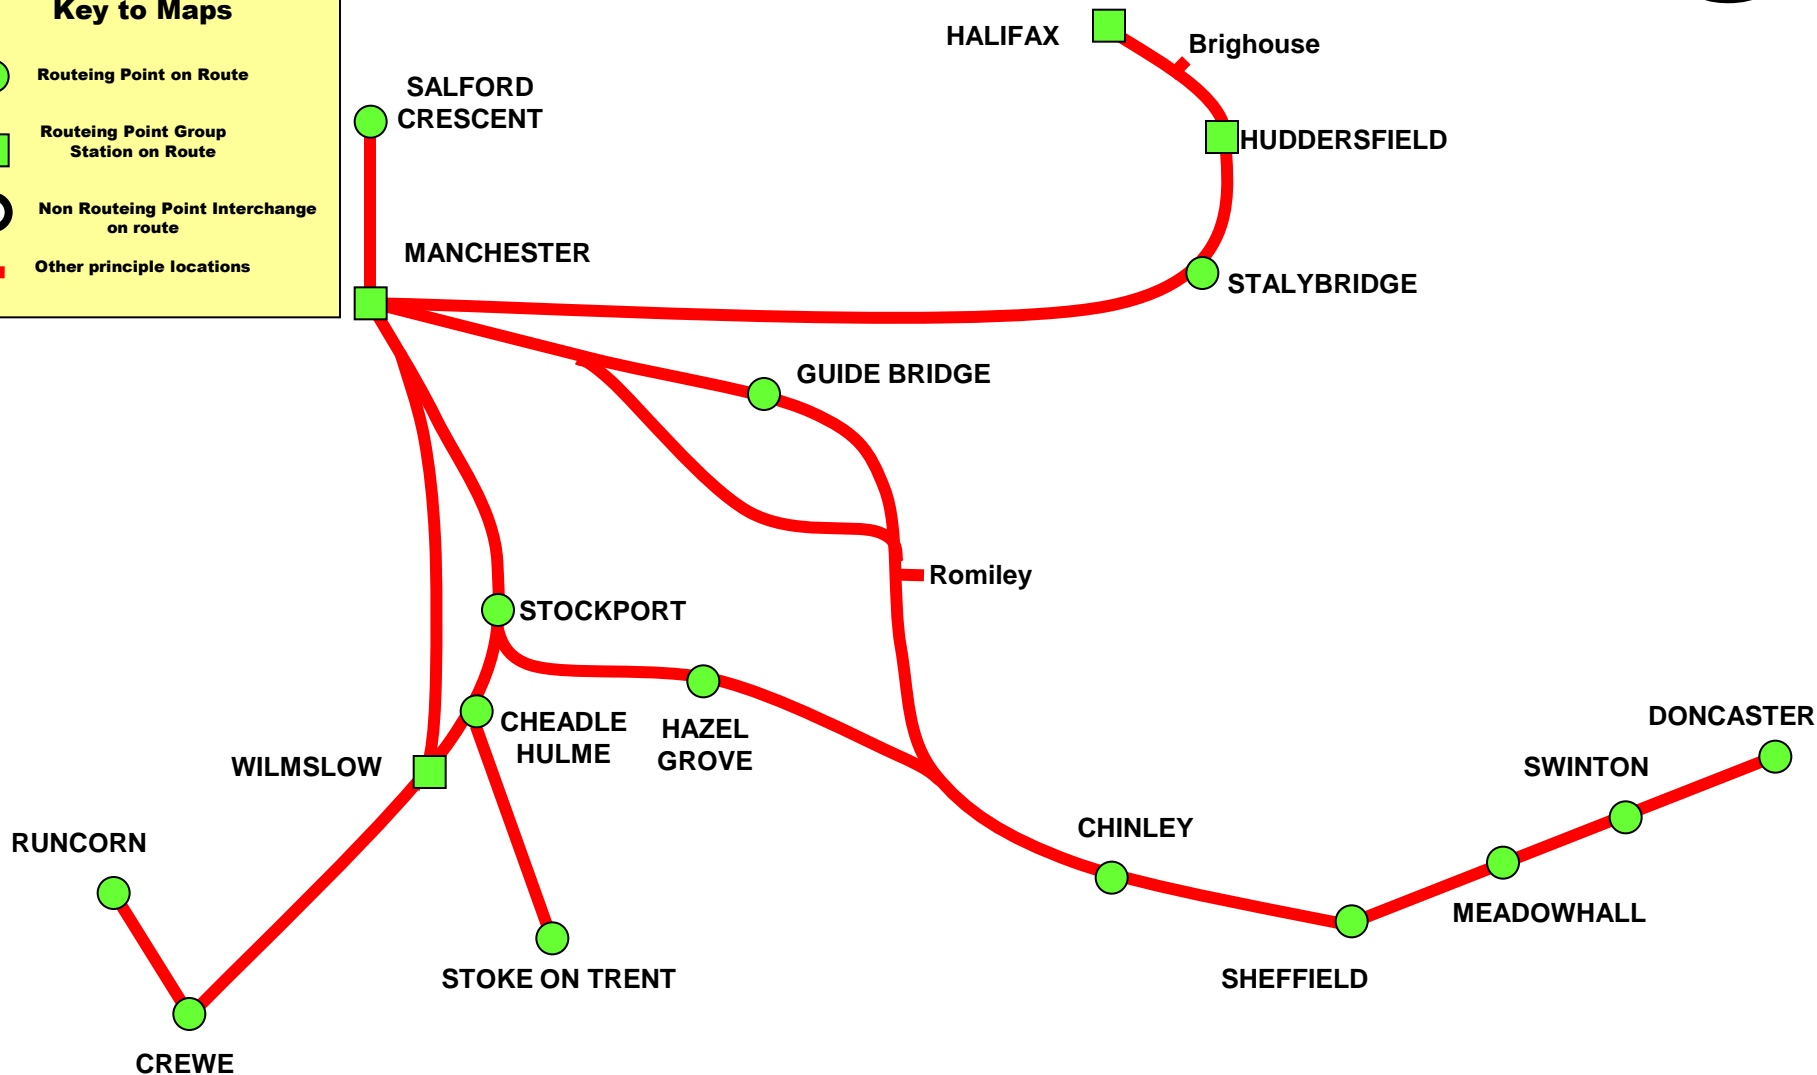 Key to Maps
Routeing Point on Route
Routeing Point Group
Station on Route
Non Routeing Point Interchange
on route
Other principle locations
HALIFAX
Brighouse
SALFORD
CRESCENT
HUDDERSFIELD
MANCHESTER
STALYBRIDGE
GUIDE BRIDGE
Romiley
STOCKPORT
CHEADLE
HULME
HAZEL
GROVE
WILMSLOW
DONCASTER
SWINTON
RUNCORN
CHINLEY
MEADOWHALL
STOKE ON TRENT
SHEFFIELD
CREWE